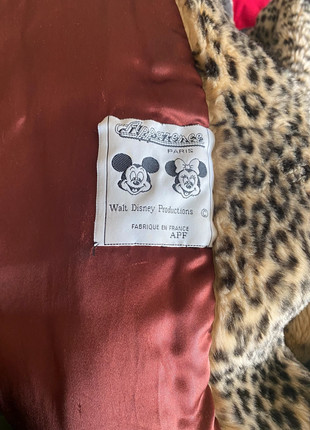 Apparence
PARIS
Walt Disney Productions ©
FABRIQUE EN FRANCE
APF